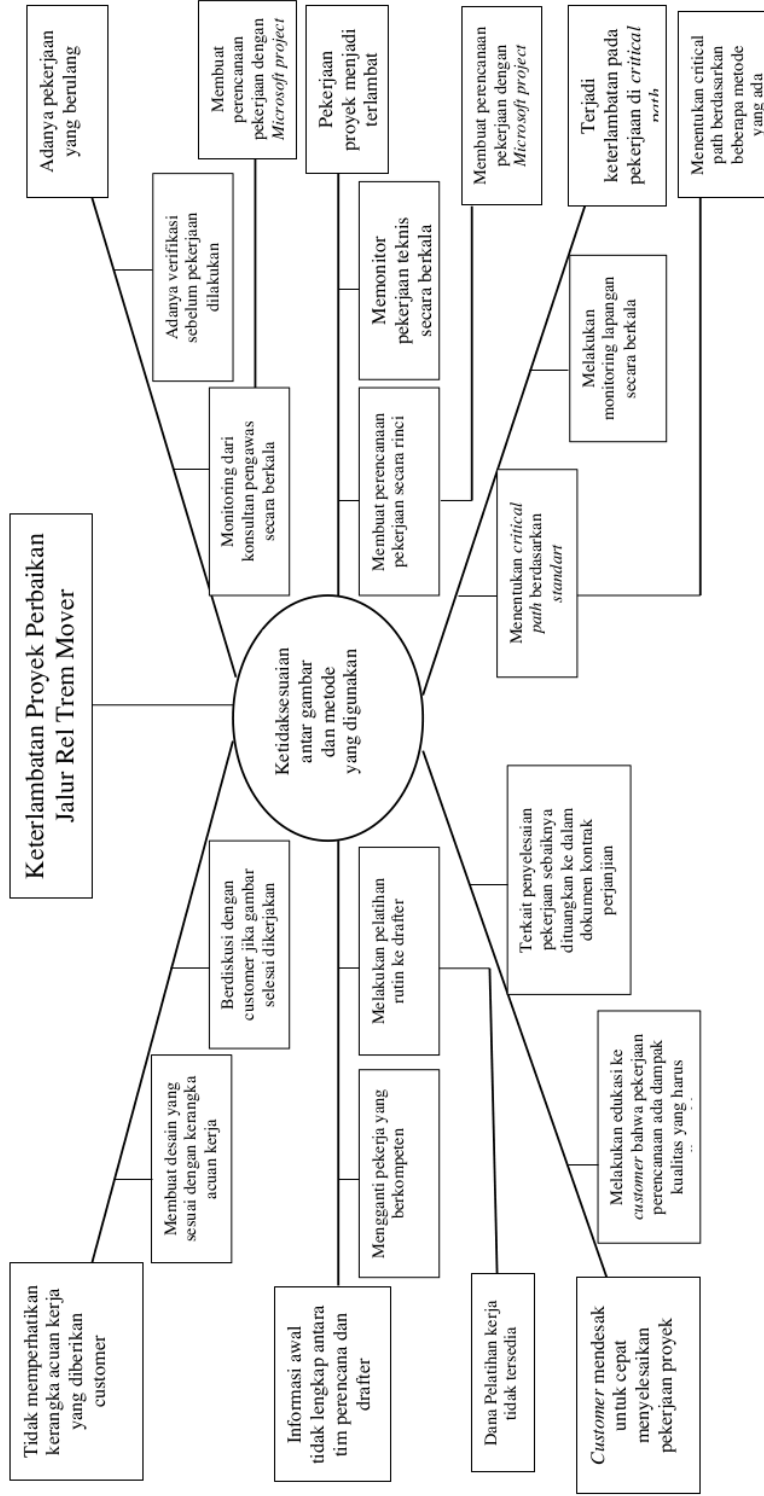 Keterlambatan Proyek Perbaikan
Jalur Rel Trem Mover
Tidak memperhatikan
kerangka acuan kerja
yang diberikan
customer
Membuat desain yang
sesuai dengan kerangka
acuan kerja
Berdiskusi dengan
customer jika gambar
selesai dikerjakan
Adanya pekerjaan
yang berulang
Adanya verifikasi
sebelum pekerjaan
dilakukan
Monitoring dari
konsultan pengawas
secara berkala
Membuat
perencanaan
pekerjaan dengan
Microsoft project
Ketidaksesuaian
antar gambar
dan metode
yang digunakan
Informasi awal
tidak lengkap antara
tim perencana dan
drafter
Mengganti pekerja yang
berkompeten
Melakukan pelatihan
rutin ke drafter
Dana Pelatihan kerja
tidak tersedia
Pekerjaan
proyek menjadi
terlambat
Memonitor
pekerjaan teknis
secara berkala
Membuat perencanaan
pekerjaan secara rinci
Membuat perencanaan
pekerjaan dengan
Microsoft project
Customer mendesak
untuk cepat
menyelesaikan
pekerjaan proyek
Melakukan edukasi ke
customer bahwa pekerjaan
perencanaan ada dampak
kualitas yang harus
Terkait penyelesaian
pekerjaan sebaiknya
dituangkan ke dalam
dokumen kontrak
perjanjian
Menentukan critical
path berdasarkan
standart
Melakukan
monitoring lapangan
secara berkala
Terjadi
keterlambatan pada
pekerjaan di critical
path
Menentukan critical
path berdasarkan
beberapa metode
yang ada